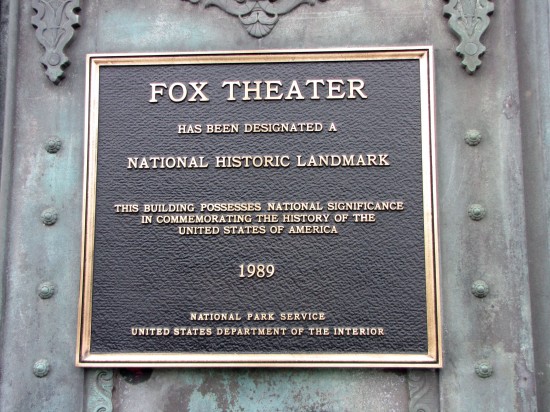 FOX THEATER
HAS BEEN DESIGNATED A
NATIONAL HISTORIC LANDMARK
THIS BUILDING POSSESSES NATIONAL SIGNIFICANCE
IN COMMEMORATING THE HISTORY OF THE
UNITED STATES OF AMERICA
1989
NATIONAL PARK SERVICE
UNITED STATES DEPARTMENT OF THE INTERIOR